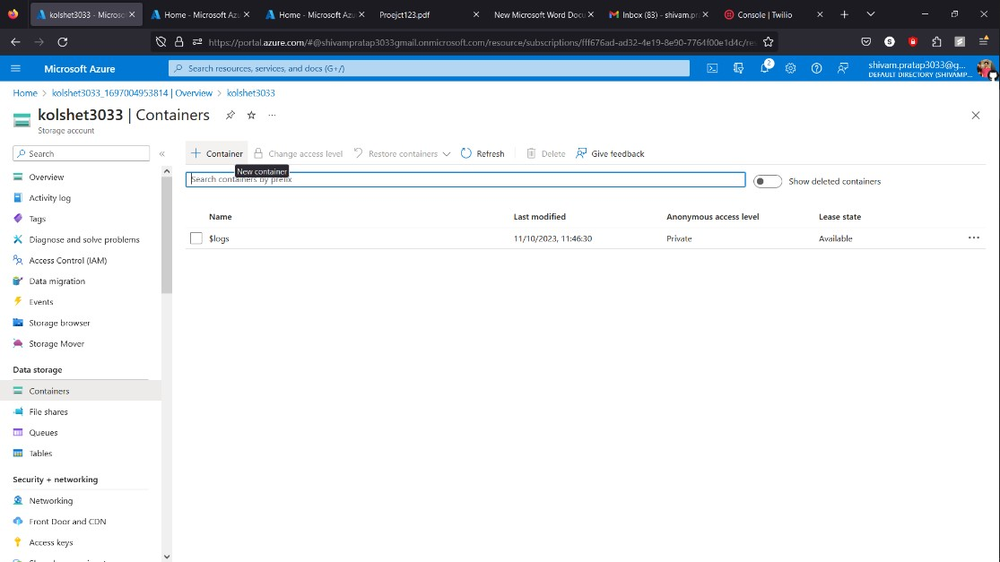 kolshet3033 - Microsoft
Home - Microsoft Azu
Home - Microsoft Azu
Proejct123.pdf
New Microsoft Word Docu
Inbox (83) - shivam.pr
Console | Twilio
https://portal.azure.com/#@shivampratap3033gmail.onmicrosoft.com/resource/subscriptions/fff676ad-ad32-4e19-8e90-7764f00e1d4c/re
Microsoft Azure
Search resources, services, and docs (G+/)
2
shivam.pratap3033@g...
DEFAULT DIRECTORY (SHIVAMP...
Home > kolshet3033_1697004953814 | Overview > kolshet3033
kolshet3033 | Containers
Storage account
Search
Overview
Activity log
Tags
Diagnose and solve problems
Access Control (IAM)
Data migration
Events
Storage browser
Storage Mover
Data storage
Containers
File shares
Queues
Tables
Security + networking
Networking
Front Door and CDN
Access keys
Container
Change access level
Restore containers
Refresh
Delete
Give feedback
New container
Search containers by prefix
Show deleted containers
Name Last modified Anonymous access level Lease state
$logs 11/10/2023, 11:46:30 Private Available